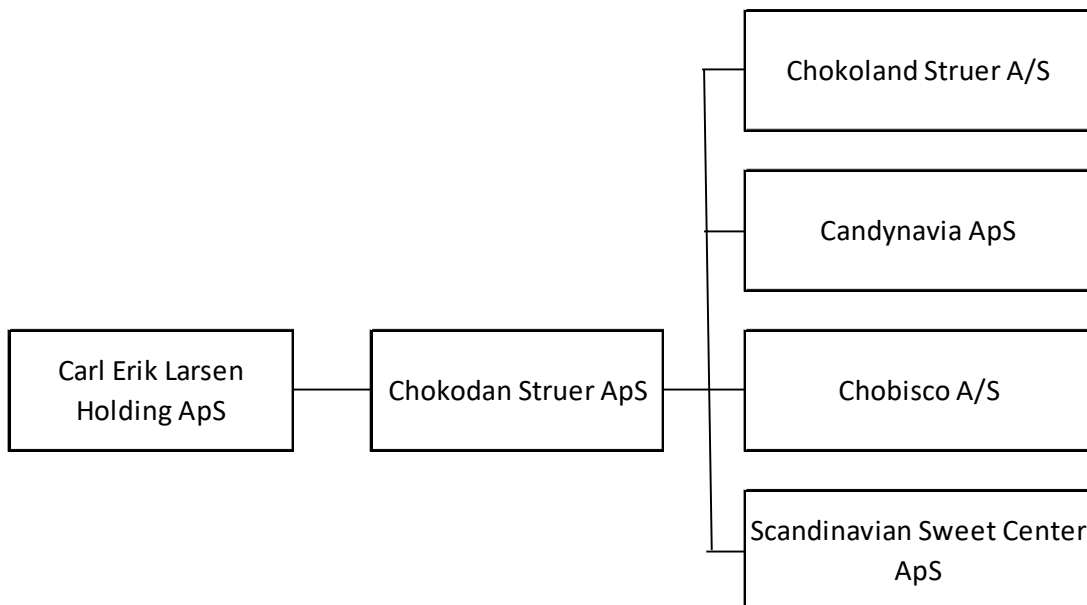 Chokoland Struer A/S
Candynavia ApS
Carl Erik Larsen
Holding ApS
Chokodan Struer ApS
Chobisco A/S
Scandinavian Sweet Center
ApS